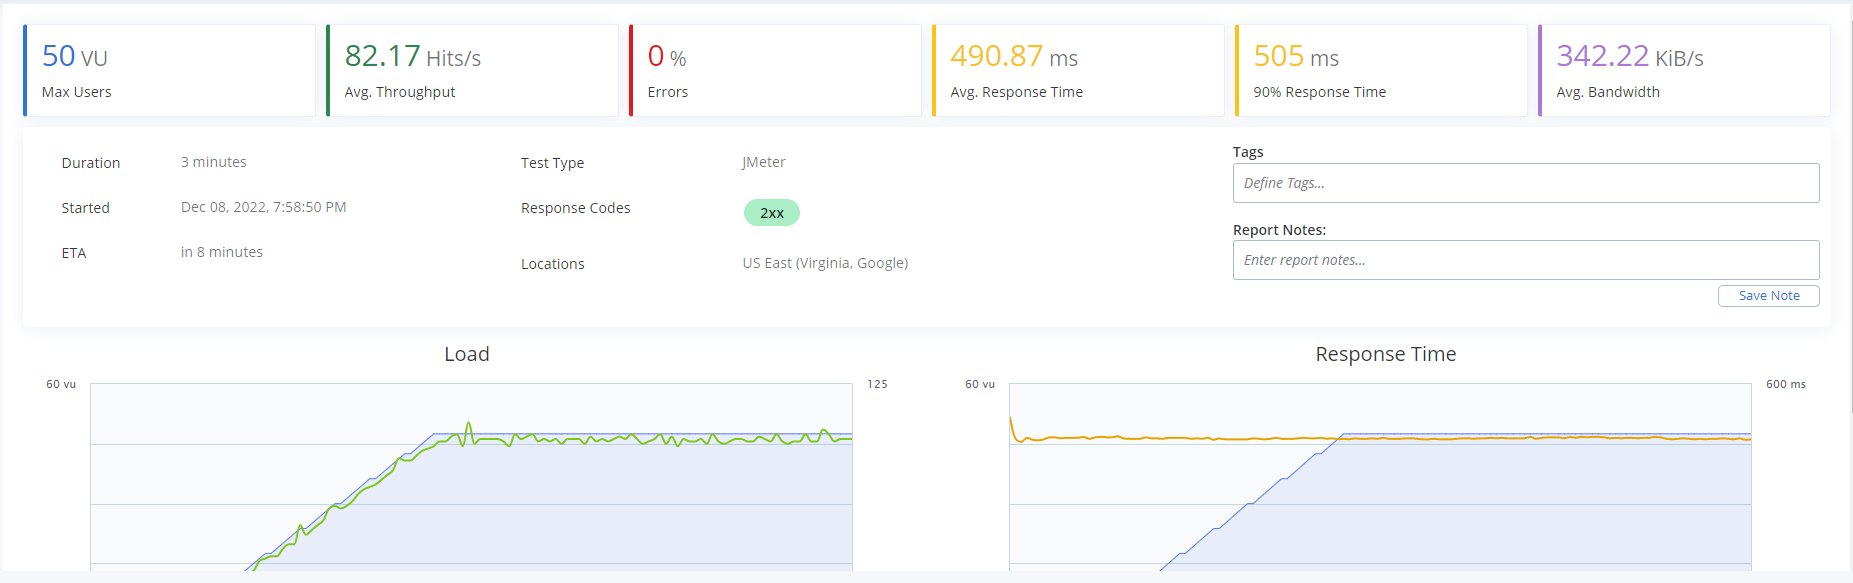 50 VU
Max Users
82.17 Hits/s
Avg. Throughput
0 %
Errors
490.87 ms
Avg. Response Time
505 ms
90% Response Time
342.22 KiB/s
Avg. Bandwidth
Duration 3 minutes
Started Dec 08, 2022, 7:58:50 PM
ETA in 8 minutes
Test Type JMeter
Response Codes 2xx
Locations US East (Virginia, Google)
Tags
Define Tags...
Report Notes:
Enter report notes...
Save Note
Load
60 vu 125
Response Time
60 vu 600 ms